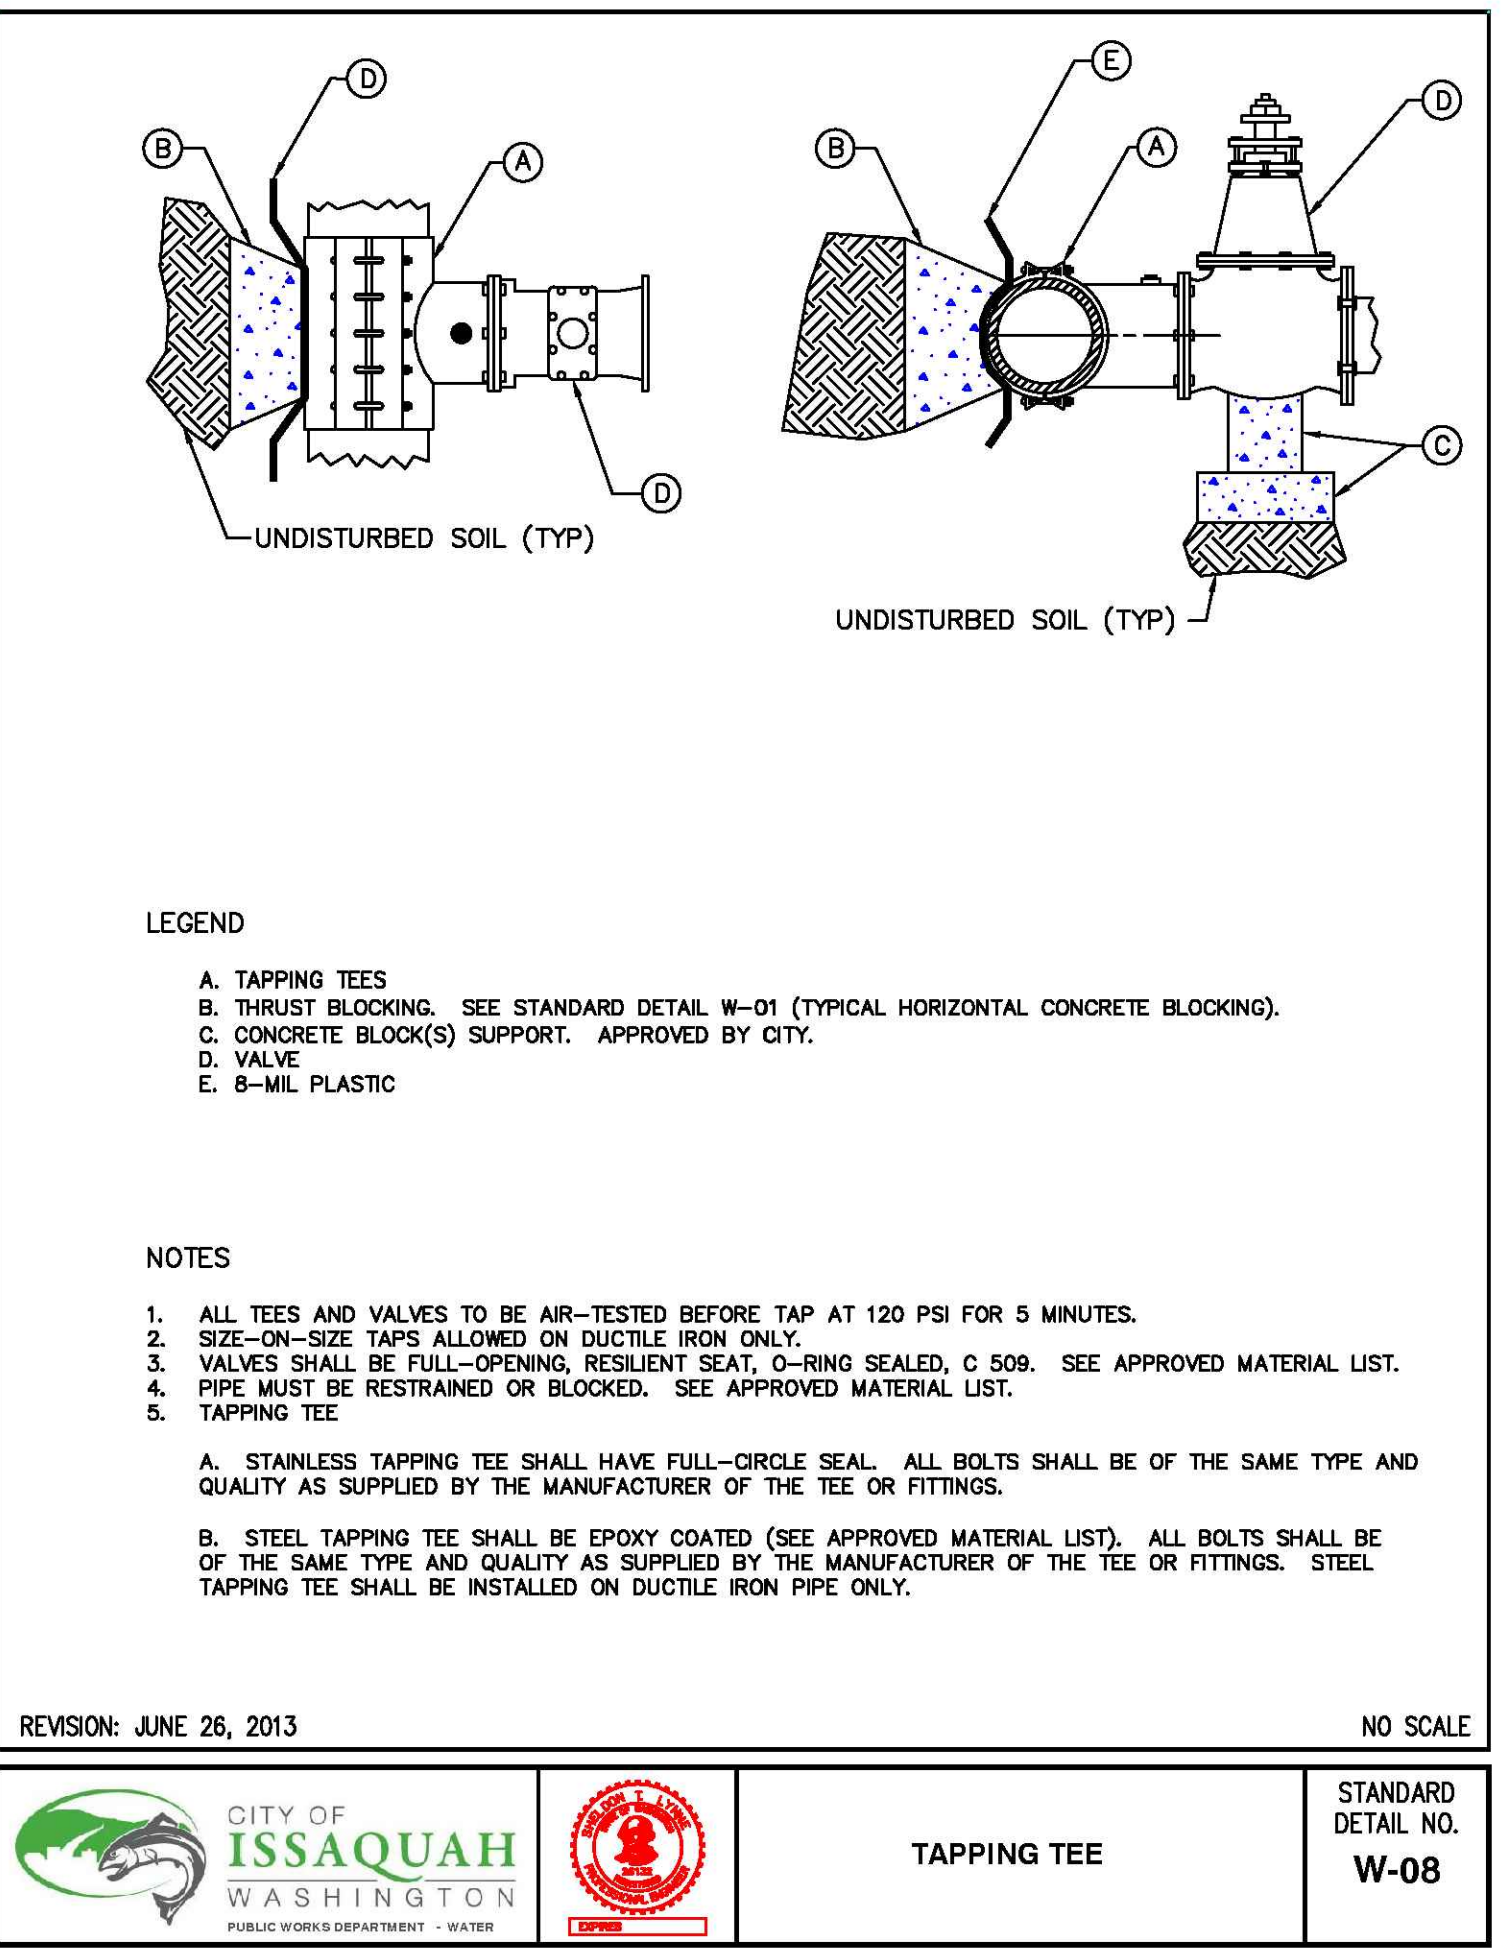 D
B
A
D
UNDISTURBED SOIL (TYP)
E
B
A
D
C
UNDISTURBED SOIL (TYP)
LEGEND
A. TAPPING TEES
B. THRUST BLOCKING. SEE STANDARD DETAIL W-01 (TYPICAL HORIZONTAL CONCRETE BLOCKING).
C. CONCRETE BLOCK(S) SUPPORT. APPROVED BY CITY.
D. VALVE
E. 8-MIL PLASTIC
NOTES
1. ALL TEES AND VALVES TO BE AIR-TESTED BEFORE TAP AT 120 PSI FOR 5 MINUTES.
2. SIZE-ON-SIZE TAPS ALLOWED ON DUCTILE IRON ONLY.
3. VALVES SHALL BE FULL-OPENING, RESILIENT SEAT, O-RING SEALED, C 509. SEE APPROVED MATERIAL LIST.
4. PIPE MUST BE RESTRAINED OR BLOCKED. SEE APPROVED MATERIAL LIST.
5. TAPPING TEE
A. STAINLESS TAPPING TEE SHALL HAVE FULL-CIRCLE SEAL. ALL BOLTS SHALL BE OF THE SAME TYPE AND
QUALITY AS SUPPLIED BY THE MANUFACTURER OF THE TEE OR FITTINGS.
B. STEEL TAPPING TEE SHALL BE EPOXY COATED (SEE APPROVED MATERIAL LIST). ALL BOLTS SHALL BE
OF THE SAME TYPE AND QUALITY AS SUPPLIED BY THE MANUFACTURER OF THE TEE OR FITTINGS. STEEL
TAPPING TEE SHALL BE INSTALLED ON DUCTILE IRON PIPE ONLY.
REVISION: JUNE 26, 2013
NO SCALE
CITY OF
ISSAQUAH
WASHINGTON
PUBLIC WORKS DEPARTMENT - WATER
SHELDON T. LYNNE
PROFESSIONAL ENGINEER
EXPIRES
TAPPING TEE
STANDARD
DETAIL NO.
W-08